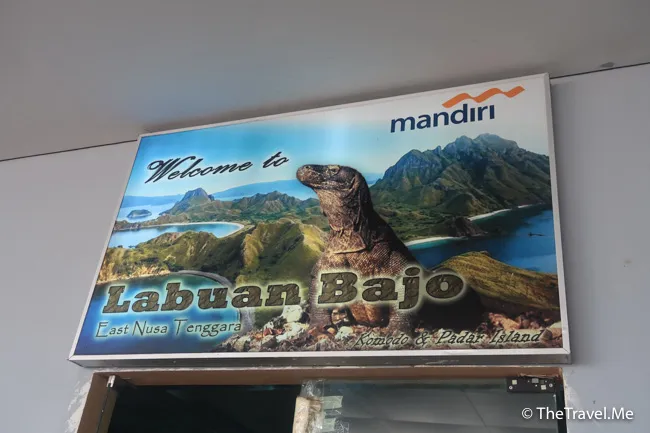 mandiri
Welcome to
Labuan Bajo
East Nusa Tenggara
Komodo & Padar Island
© TheTravel.Me